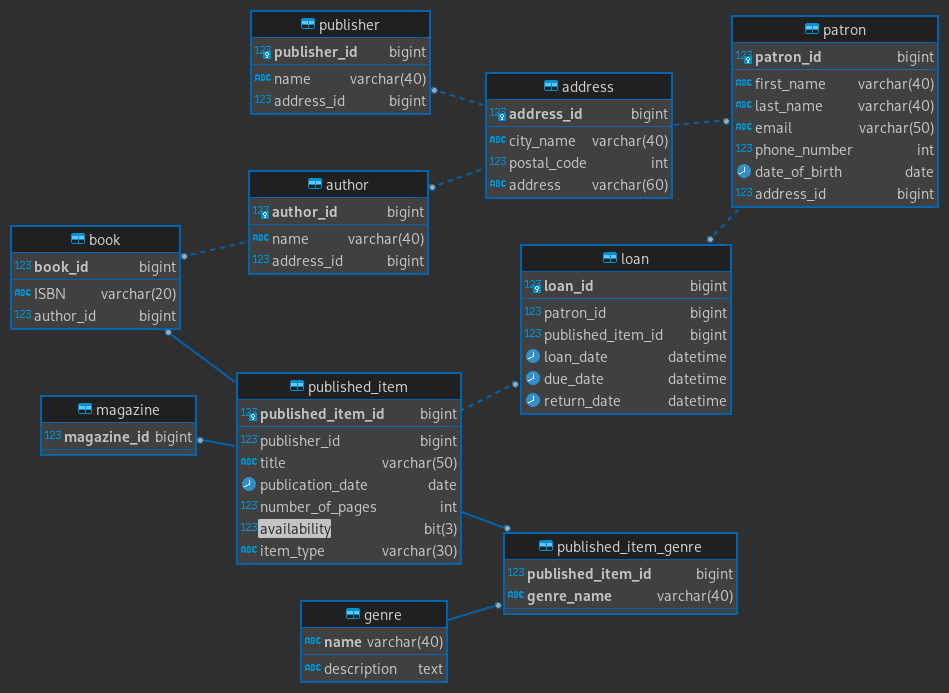 publisher
123 publisher_id bigint
ABC name varchar(40)
123 address_id bigint
patron
123 patron_id bigint
ABC first_name varchar(40)
ABC last_name varchar(40)
ABC email varchar(50)
123 phone_number int
date_of_birth date
123 address_id bigint
address
123 address_id bigint
ABC city_name varchar(40)
123 postal_code int
ABC address varchar(60)
author
123 author_id bigint
ABC name varchar(40)
123 address_id bigint
book
123 book_id bigint
ABC ISBN varchar(20)
123 author_id bigint
loan
123 loan_id bigint
123 patron_id bigint
123 published_item_id bigint
loan_date datetime
due_date datetime
return_date datetime
published_item
123 published_item_id bigint
123 publisher_id bigint
ABC title varchar(50)
publication_date date
123 number_of_pages int
123 availability bit(3)
ABC item_type varchar(30)
magazine
123 magazine_id bigint
published_item_genre
123 published_item_id bigint
ABC genre_name varchar(40)
genre
ABC name varchar(40)
ABC description text